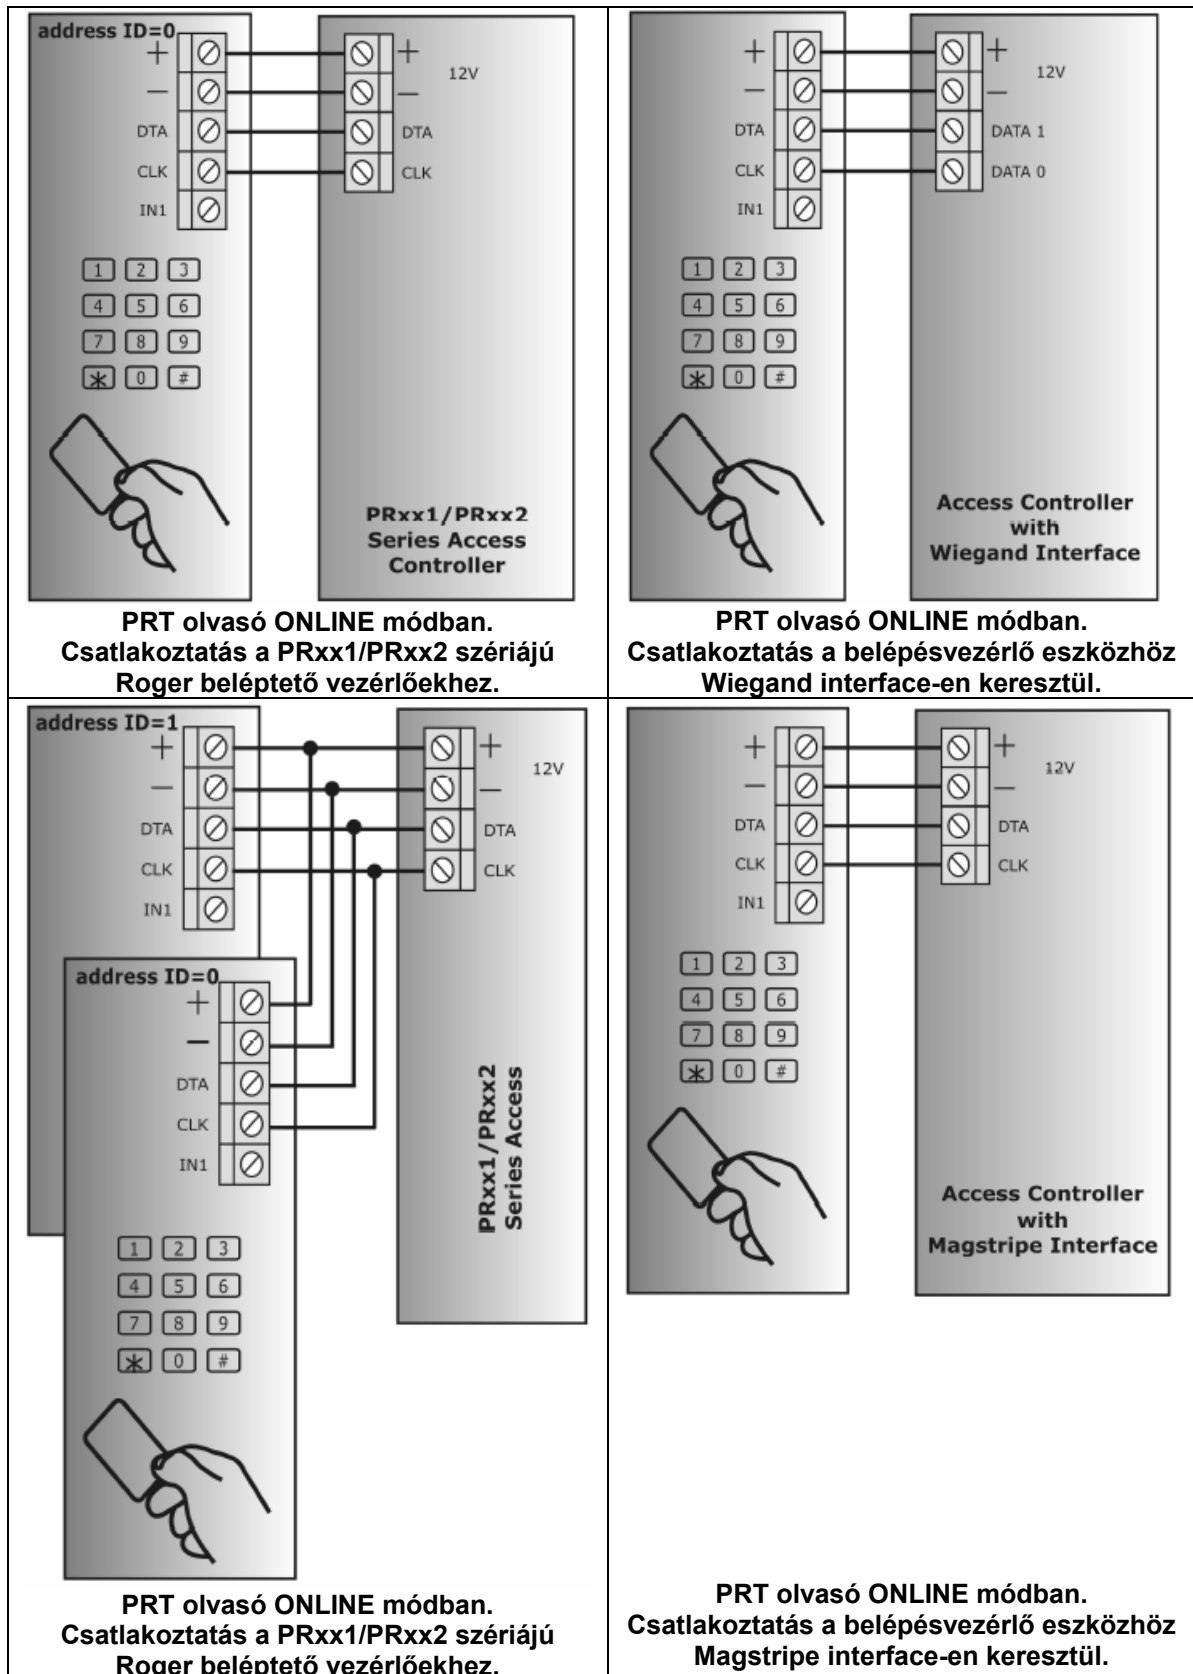 address ID=0
+ +
12V
— —
DTA DTA
CLK CLK
IN1
1 2 3
4 5 6
7 8 9
* 0 #
PRxx1/PRxx2
Series Access
Controller
PRT olvasó ONLINE módban.
Csatlakoztatás a PRxx1/PRxx2 szériájú
Roger beléptető vezérlőekhez.
+ +
12V
— —
DTA DATA 1
CLK DATA 0
IN1
1 2 3
4 5 6
7 8 9
* 0 #
Access Controller
with
Wiegand Interface
PRT olvasó ONLINE módban.
Csatlakoztatás a belépésvezérlő eszközhöz
Wiegand interface-en keresztül.
address ID=1
+ +
12V
— —
DTA DTA
CLK CLK
IN1
address ID=0
+
—
DTA
CLK
IN1
1 2 3
4 5 6
7 8 9
* 0 #
PRxx1/PRxx2
Series Access
PRT olvasó ONLINE módban.
Csatlakoztatás a PRxx1/PRxx2 szériájú
Roger beléptető vezérlőekhez.
+ +
12V
— —
DTA DTA
CLK CLK
IN1
1 2 3
4 5 6
7 8 9
* 0 #
Access Controller
with
Magstripe Interface
PRT olvasó ONLINE módban.
Csatlakoztatás a belépésvezérlő eszközhöz
Magstripe interface-en keresztül.